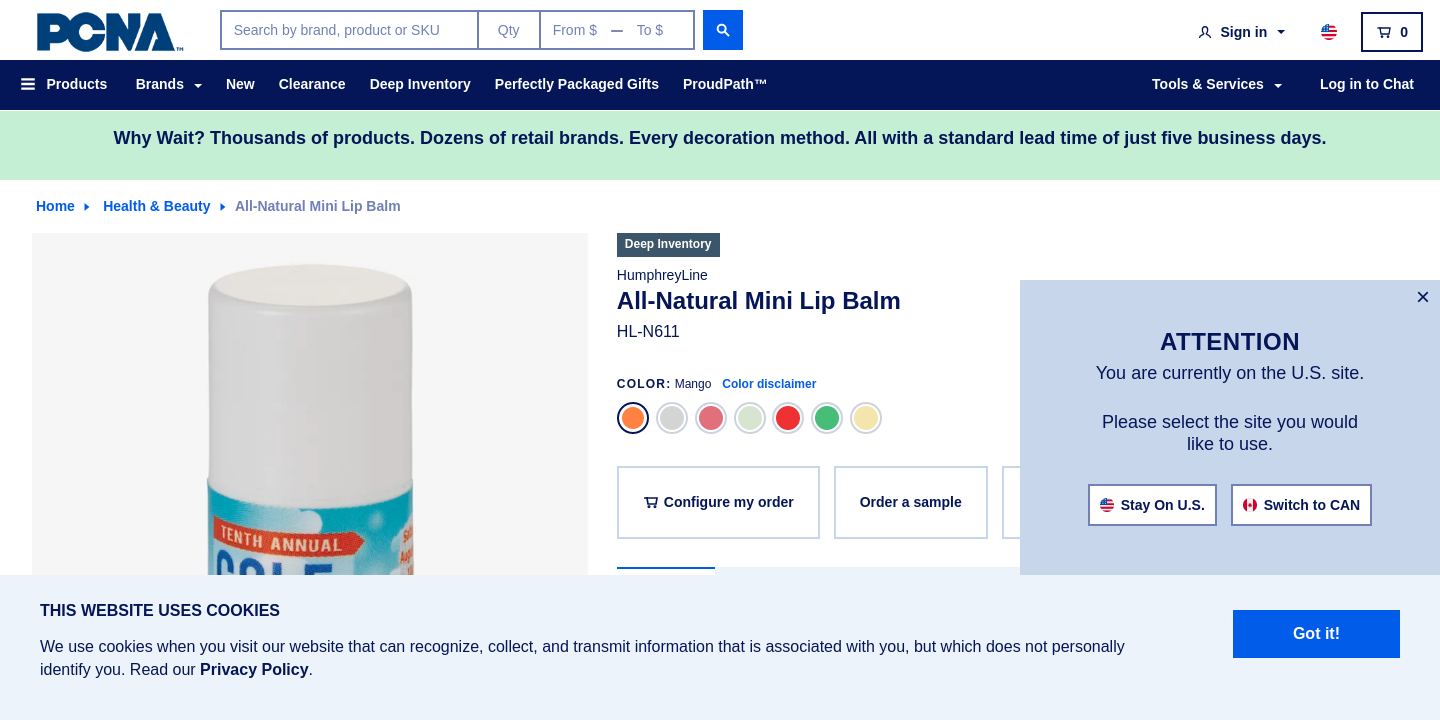 PCNA™
Search by brand, product or SKU
Qty
From $ — To $
Sign in
0
Products
Brands
New
Clearance
Deep Inventory
Perfectly Packaged Gifts
ProudPath™
Tools & Services
Log in to Chat
Why Wait? Thousands of products. Dozens of retail brands. Every decoration method. All with a standard lead time of just five business days.
Home
Health & Beauty
All-Natural Mini Lip Balm
TENTH ANNUAL
GOLF
Deep Inventory
HumphreyLine
All-Natural Mini Lip Balm
HL-N611
COLOR: Mango
Color disclaimer
Configure my order
Order a sample
×
ATTENTION
You are currently on the U.S. site.
Please select the site you would
like to use.
Stay On U.S.
Switch to CAN
THIS WEBSITE USES COOKIES
We use cookies when you visit our website that can recognize, collect, and transmit information that is associated with you, but which does not personally
identify you. Read our Privacy Policy.
Got it!